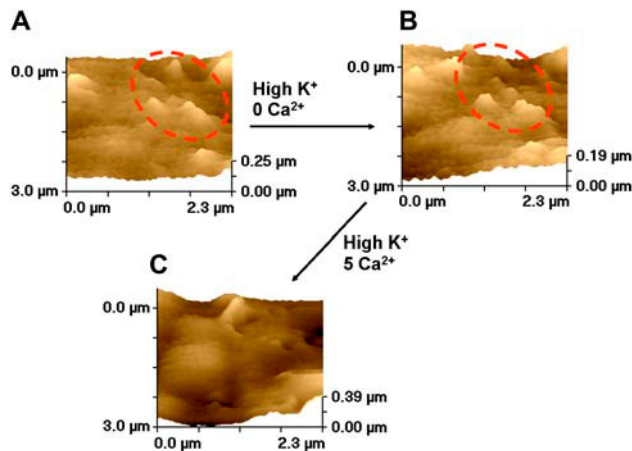 A
0.0 µm
3.0 µm
0.25 µm
0.00 µm
0.0 µm
2.3 µm
High K⁺
0 Ca²⁺
B
0.0 µm
3.0 µm
0.19 µm
0.00 µm
0.0 µm
2.3 µm
High K⁺
5 Ca²⁺
C
0.0 µm
3.0 µm
0.39 µm
0.00 µm
0.0 µm
2.3 µm